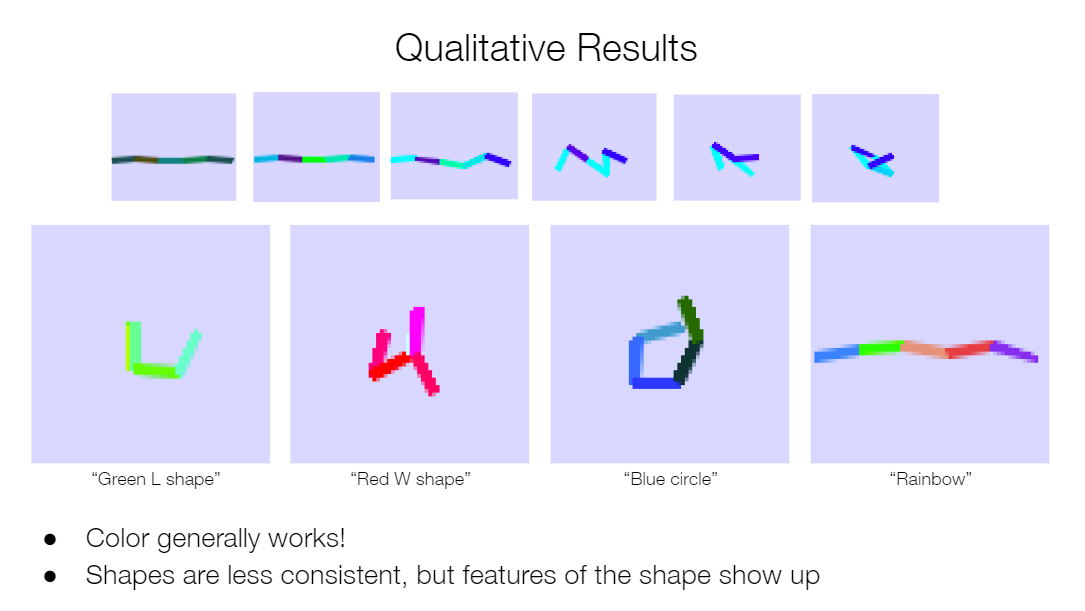 Qualitative Results
“Green L shape”
“Red W shape”
“Blue circle”
“Rainbow”
● Color generally works!
● Shapes are less consistent, but features of the shape show up